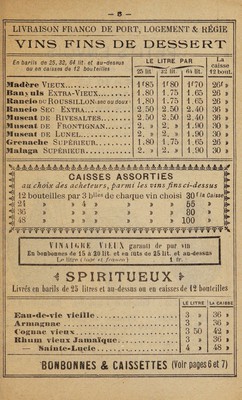 — 8 —
LIVRAISON FRANCO DE PORT, LOGEMENT & RÉGIE
VINS FINS DE DESSERT
En barils de 25, 32, 64 lit. et au-dessus ou en caisses de 12 bouteilles
LE LITRE PAR
25 lit. 32 lit. 64 lit.
La caisse 12 bout.
Madère VIEUX 1f85 1f80 1f70 26f »
Banyuls EXTRA-VIEUX 1.80 1.75 1.65 26 »
Rancio DU ROUSSILLON sec ou doux 1.80 1.75 1.65 26 »
Rancio SEC EXTRA 2.50 2.50 2.40 36 »
Muscat DE RIVESALTES 2.50 2.50 2.40 36 »
Muscat DE FRONTIGNAN 2. » 2. » 1.90 30 »
Muscat DE LUNEL 2. » 2. » 1.90 30 »
Grenache SUPÉRIEUR 1.80 1.75 1.65 26 »
Malaga SUPÉRIEUR 2. » 2. » 1.90 30 »
CAISSES ASSORTIES
au choix des acheteurs, parmi les vins fins ci-dessus
12 bouteilles par 3 blles de chaque vin choisi 30f la Caisse
24 » » » » 55 »
36 » » » » 80 »
48 » » » » 100 »
VINAIGRE VIEUX garanti de pur vin
En bonbonnes de 15 à 20 lit. et en fûts de 25 lit. et au-dessus
Le litre 1 fr.
SPIRITUEUX
Livrés en barils de 25 litres et au-dessus ou en caisses de 12 bouteilles
LE LITRE LA CAISSE
Eau-de-vie vieille 3 » 36 »
Armagnac 3 » 36 »
Cognac vieux 3 50 42 »
Rhum vieux Jamaïque 3 » 36 »
— Sainte-Lucie 4 » 48 »
BONBONNES & CAISSETTES (Voir pages 6 et 7)